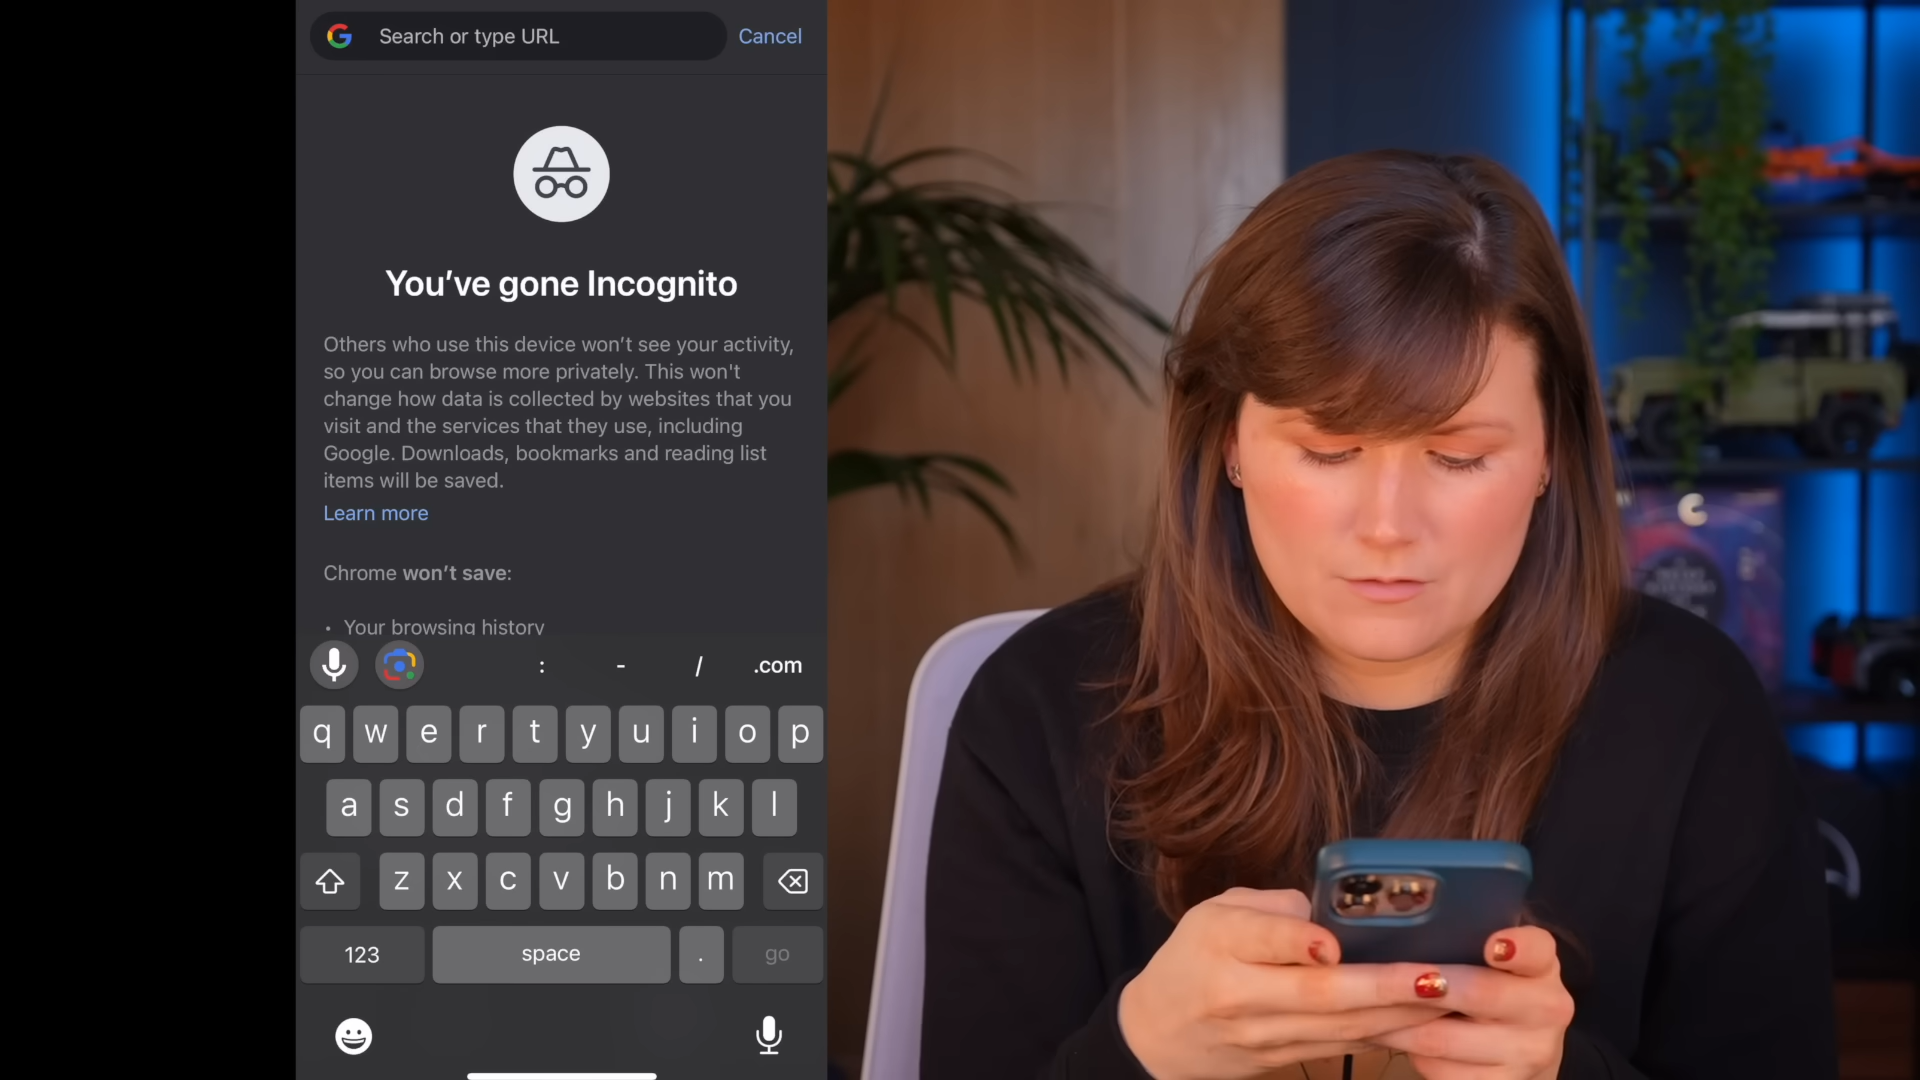 Search or type URL
Cancel
You’ve gone Incognito
Others who use this device won’t see your activity,
so you can browse more privately. This won't
change how data is collected by websites that you
visit and the services that they use, including
Google. Downloads, bookmarks and reading list
items will be saved.
Learn more
Chrome won’t save:
• Your browsing history
: - / .com
q w e r t y u i o p
a s d f g h j k l
z x c v b n m
123 space . go